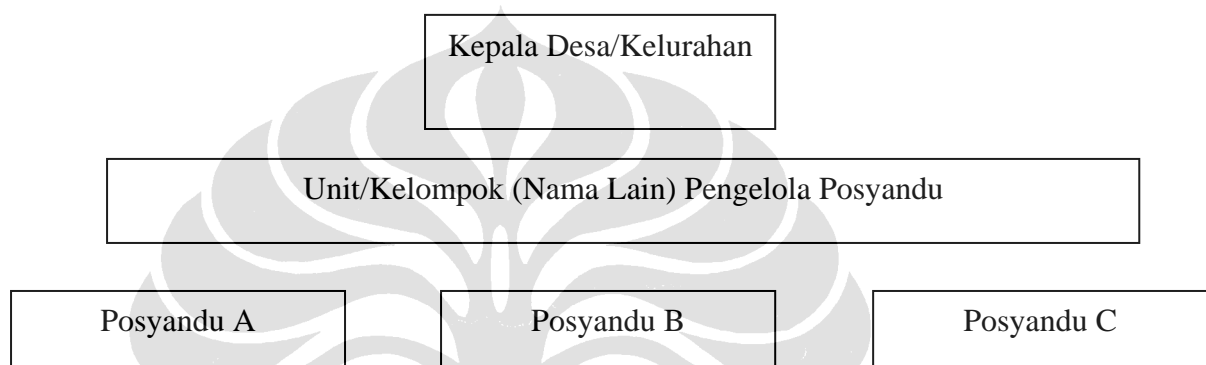 Kepala Desa/Kelurahan
Unit/Kelompok (Nama Lain) Pengelola Posyandu
Posyandu A
Posyandu B
Posyandu C